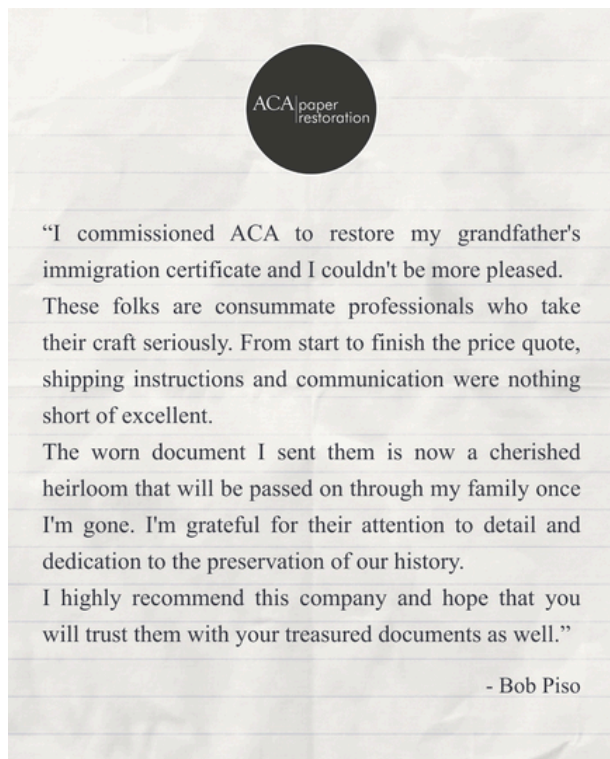 ACA paper
restoration
“I commissioned ACA to restore my grandfather's
immigration certificate and I couldn't be more pleased.
These folks are consummate professionals who take
their craft seriously. From start to finish the price quote,
shipping instructions and communication were nothing
short of excellent.
The worn document I sent them is now a cherished
heirloom that will be passed on through my family once
I'm gone. I'm grateful for their attention to detail and
dedication to the preservation of our history.
I highly recommend this company and hope that you
will trust them with your treasured documents as well.”
- Bob Piso